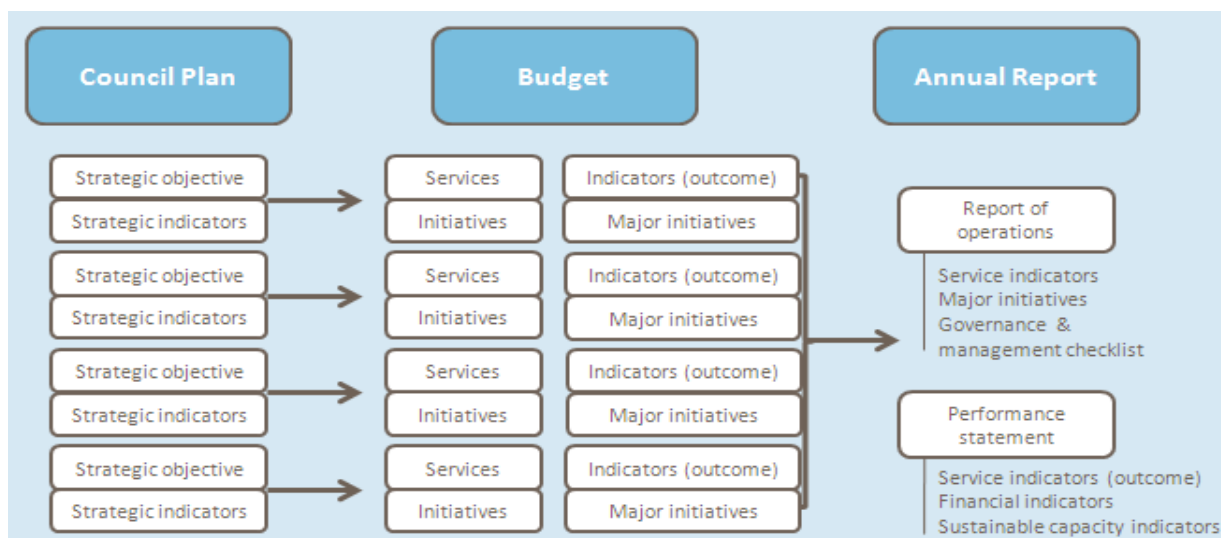 Council Plan
Budget
Annual Report
Strategic objective
Strategic indicators
Strategic objective
Strategic indicators
Strategic objective
Strategic indicators
Strategic objective
Strategic indicators
Services
Initiatives
Services
Initiatives
Services
Initiatives
Services
Initiatives
Indicators (outcome)
Major initiatives
Indicators (outcome)
Major initiatives
Indicators (outcome)
Major initiatives
Indicators (outcome)
Major initiatives
Report of
operations
Service indicators
Major initiatives
Governance &
management checklist
Performance
statement
Service indicators (outcome)
Financial indicators
Sustainable capacity indicators